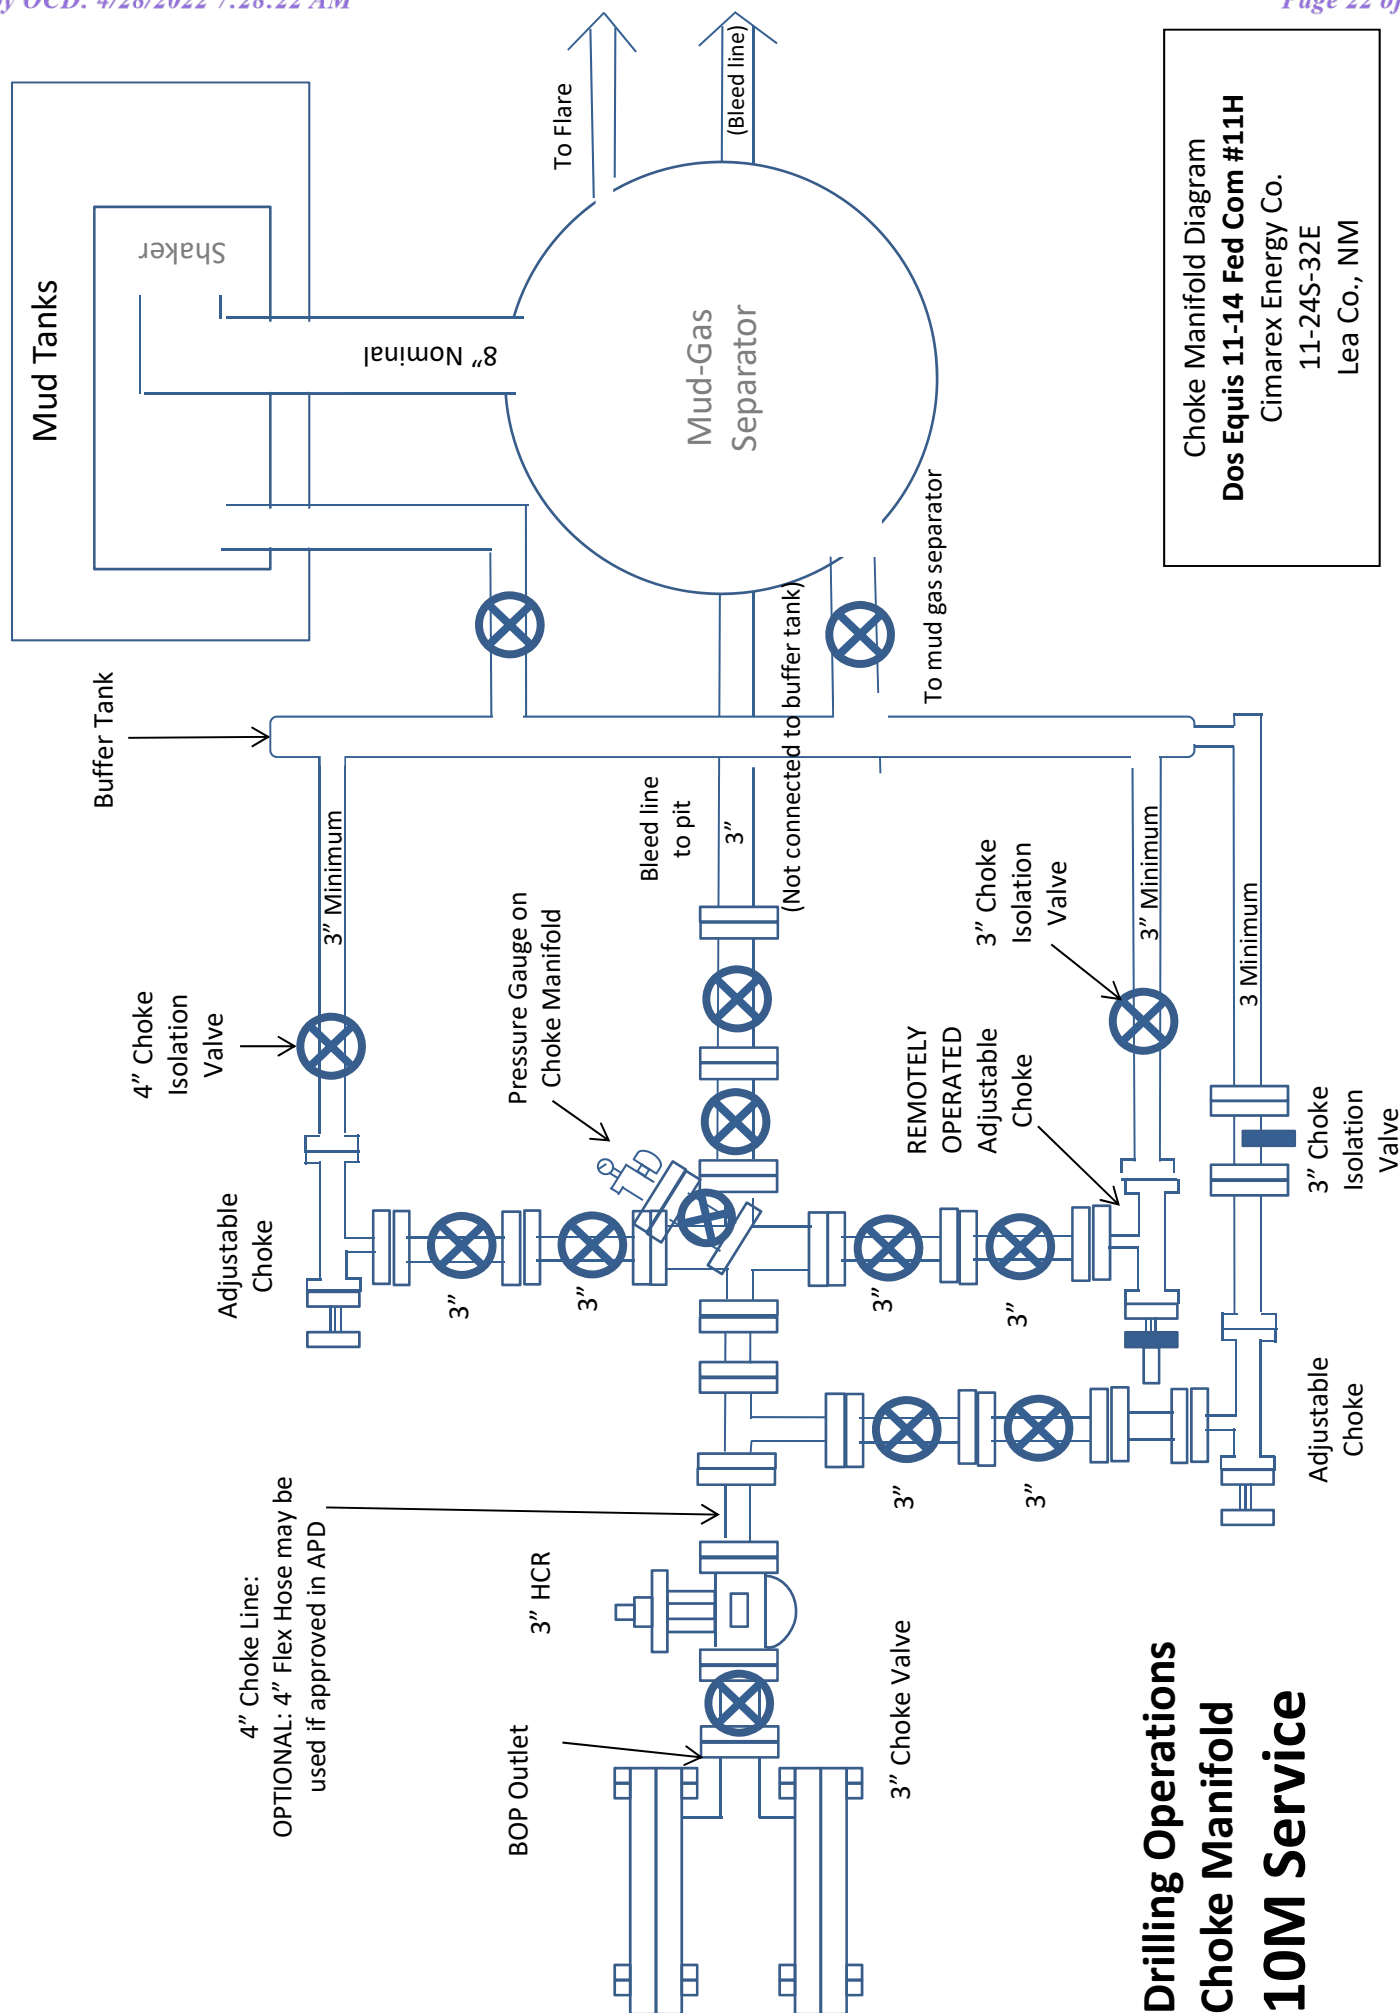 by OCD: 4/28/2022 7:28:22 AM
Page 22 of
Mud Tanks
Shaker
8” Nominal
To Flare
(Bleed line)
Mud-Gas
Separator
Choke Manifold Diagram
Dos Equis 11-14 Fed Com #11H
Cimarex Energy Co.
11-24S-32E
Lea Co., NM
Buffer Tank
To mud gas separator
(Not connected to buffer tank)
Bleed line
to pit
3”
3” Minimum
4” Choke
Isolation
Valve
Pressure Gauge on
Choke Manifold
3” Choke
Isolation
Valve
3” Minimum
3 Minimum
REMOTELY
OPERATED
Adjustable
Choke
3” Choke
Isolation
Valve
Adjustable
Choke
3”
3”
3”
3”
3”
3”
Adjustable
Choke
4” Choke Line:
OPTIONAL: 4” Flex Hose may be
used if approved in APD
3” HCR
BOP Outlet
3” Choke Valve
Drilling Operations
Choke Manifold
10M Service